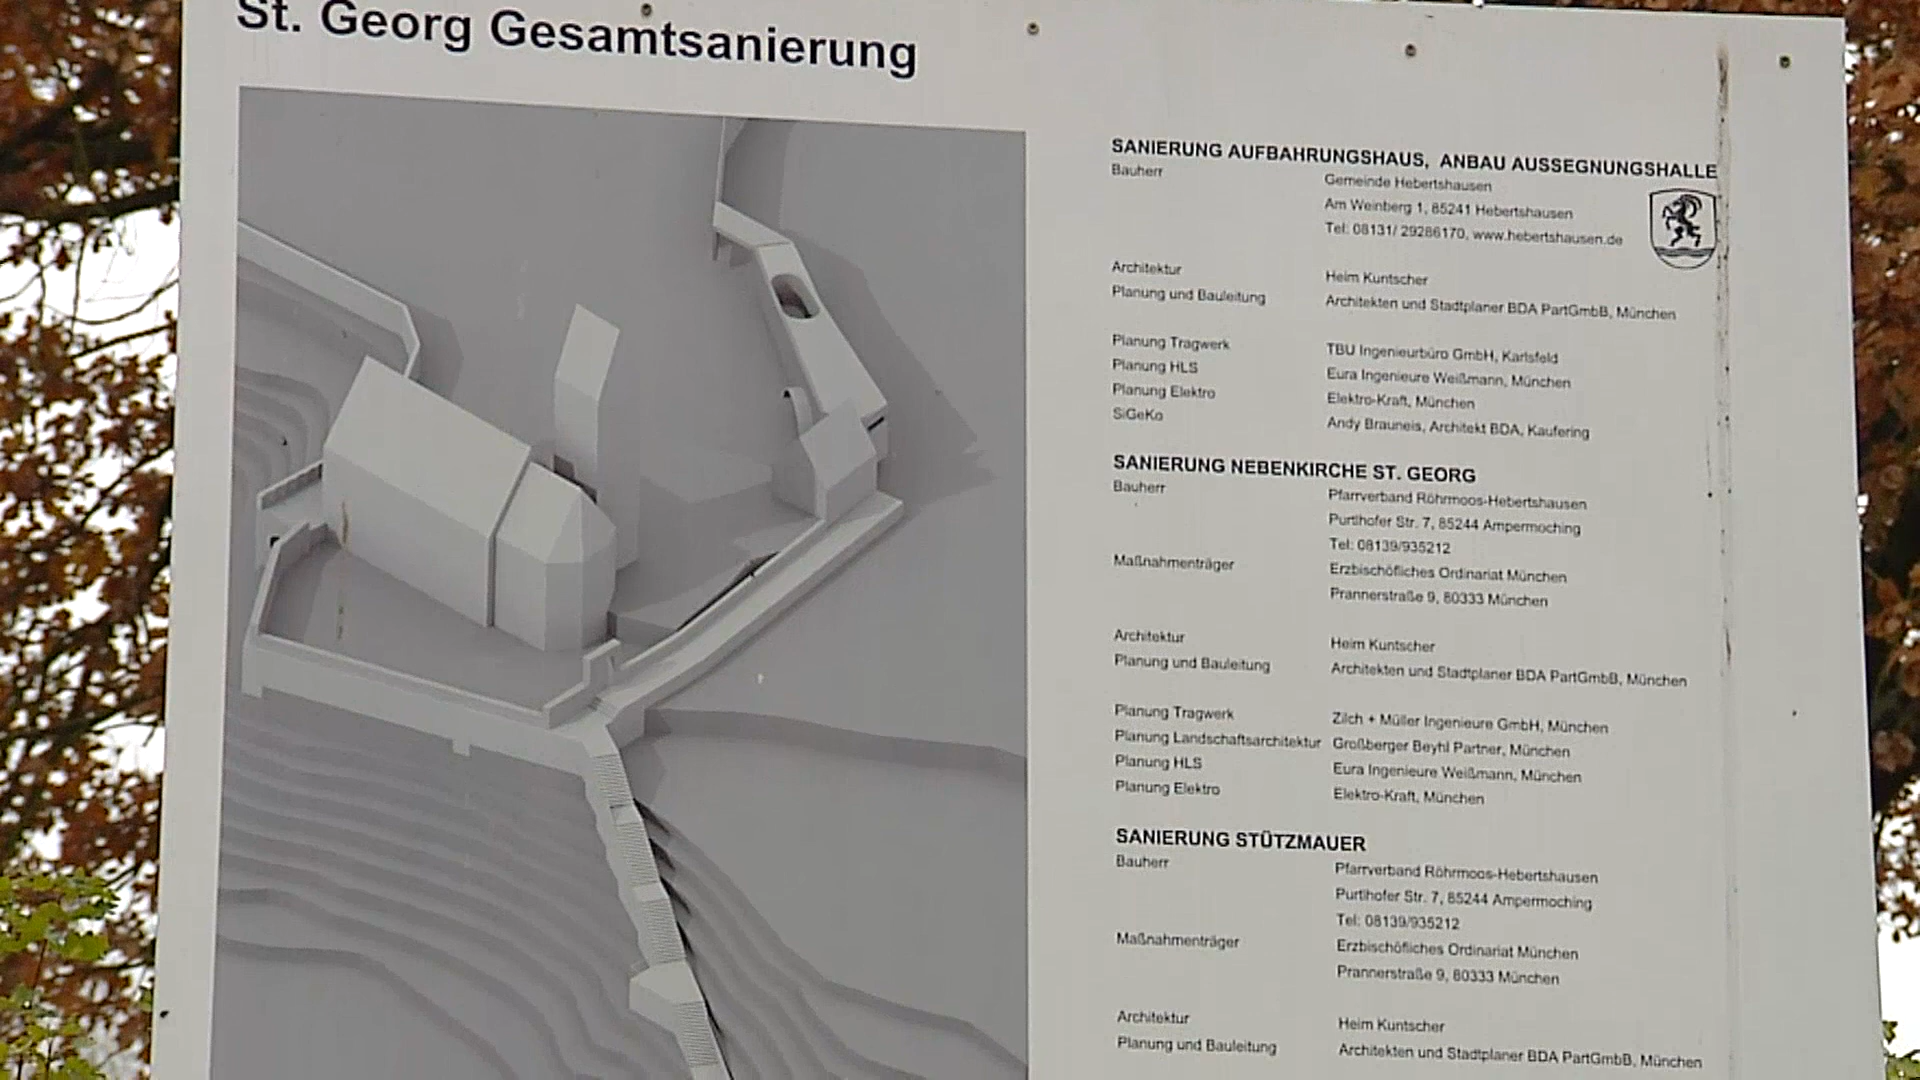 St. Georg Gesamtsanierung
SANIERUNG AUFBAHRUNGSHAUS, ANBAU AUSSEGNUNGSHALLE
Bauherr Gemeinde Hebertshausen
Am Weinberg 1, 85241 Hebertshausen
Tel: 08131/ 29286170, www.hebertshausen.de
Architektur Heim Kuntscher
Planung und Bauleitung Architekten und Stadtplaner BDA PartGmbB, München
Planung Tragwerk TBU Ingenieurbüro GmbH, Karlsfeld
Planung HLS Eura Ingenieure Weißmann, München
Planung Elektro Elektro-Kraft, München
SiGeKo Andy Brauneis, Architekt BDA, Kaufering
SANIERUNG NEBENKIRCHE ST. GEORG
Bauherr Pfarrverband Röhrmoos-Hebertshausen
Purtlhofer Str. 7, 85244 Ampermoching
Tel: 08139/935212
Maßnahmenträger Erzbischöfliches Ordinariat München
Prannerstraße 9, 80333 München
Architektur Heim Kuntscher
Planung und Bauleitung Architekten und Stadtplaner BDA PartGmbB, München
Planung Tragwerk Zilch + Müller Ingenieure GmbH, München
Planung Landschaftsarchitektur Großberger Beyhl Partner, München
Planung HLS Eura Ingenieure Weißmann, München
Planung Elektro Elektro-Kraft, München
SANIERUNG STÜTZMAUER
Bauherr Pfarrverband Röhrmoos-Hebertshausen
Purtlhofer Str. 7, 85244 Ampermoching
Tel: 08139/935212
Maßnahmenträger Erzbischöfliches Ordinariat München
Prannerstraße 9, 80333 München
Architektur Heim Kuntscher
Planung und Bauleitung Architekten und Stadtplaner BDA PartGmbB, München